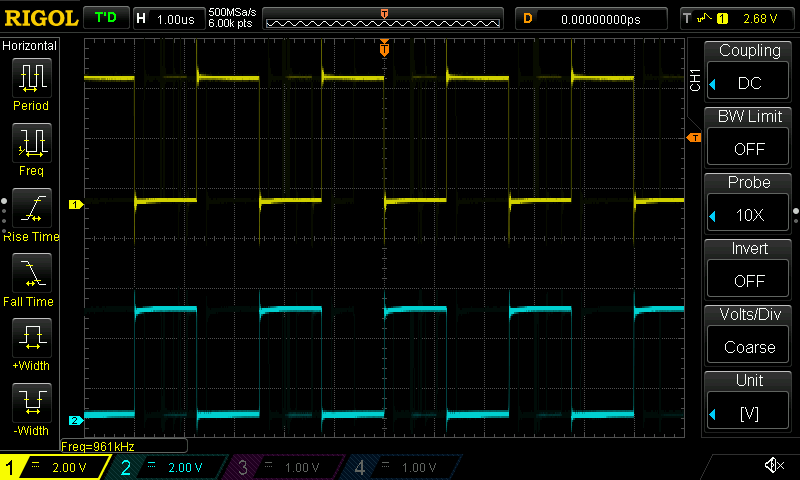 RIGOL T'D H 1.00us 500MSa/s 6.00k pts T D 0.00000000ps T 1 2.68 V
Horizontal
Period
Freq
Rise Time
Fall Time
+Width
-Width
T
1
2
T
Freq=961kHz
CH1
Coupling
DC
BW Limit
OFF
Probe
10X
Invert
OFF
Volts/Div
Coarse
Unit
[V]
1 2.00 V 2 2.00 V 3 1.00 V 4 1.00 V